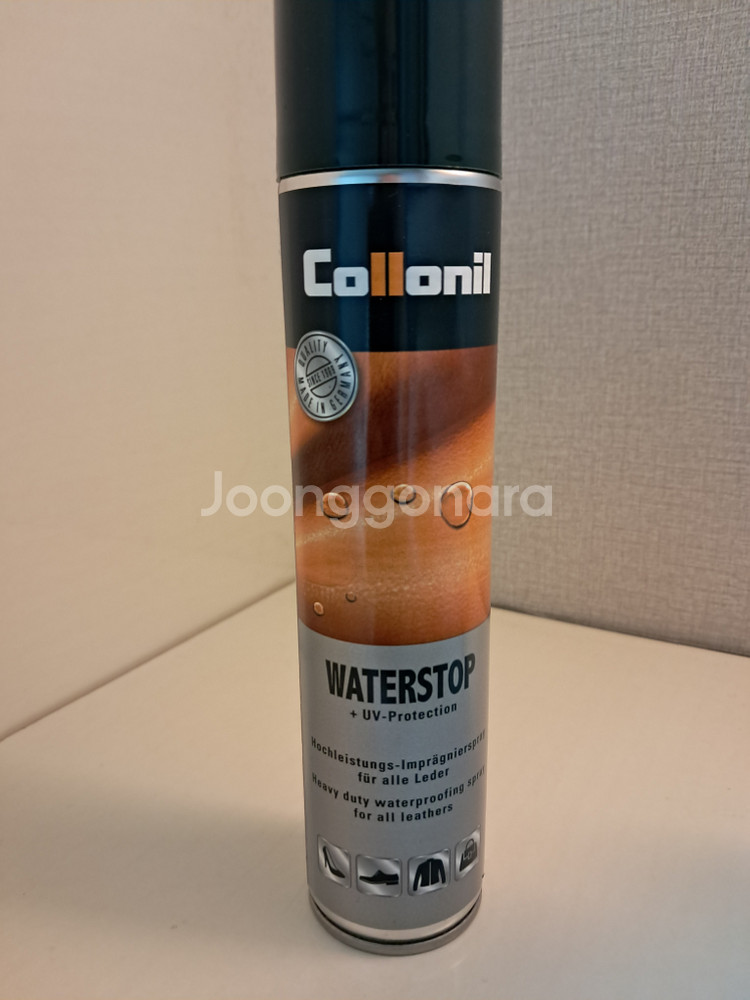 Collonil
QUALITY
SINCE 1909
MADE IN GERMANY
Joonggonara
WATERSTOP
+ UV-Protection
Hochleistungs-Imprägnierspray
für alle Leder
Heavy duty waterproofing spray
for all leathers